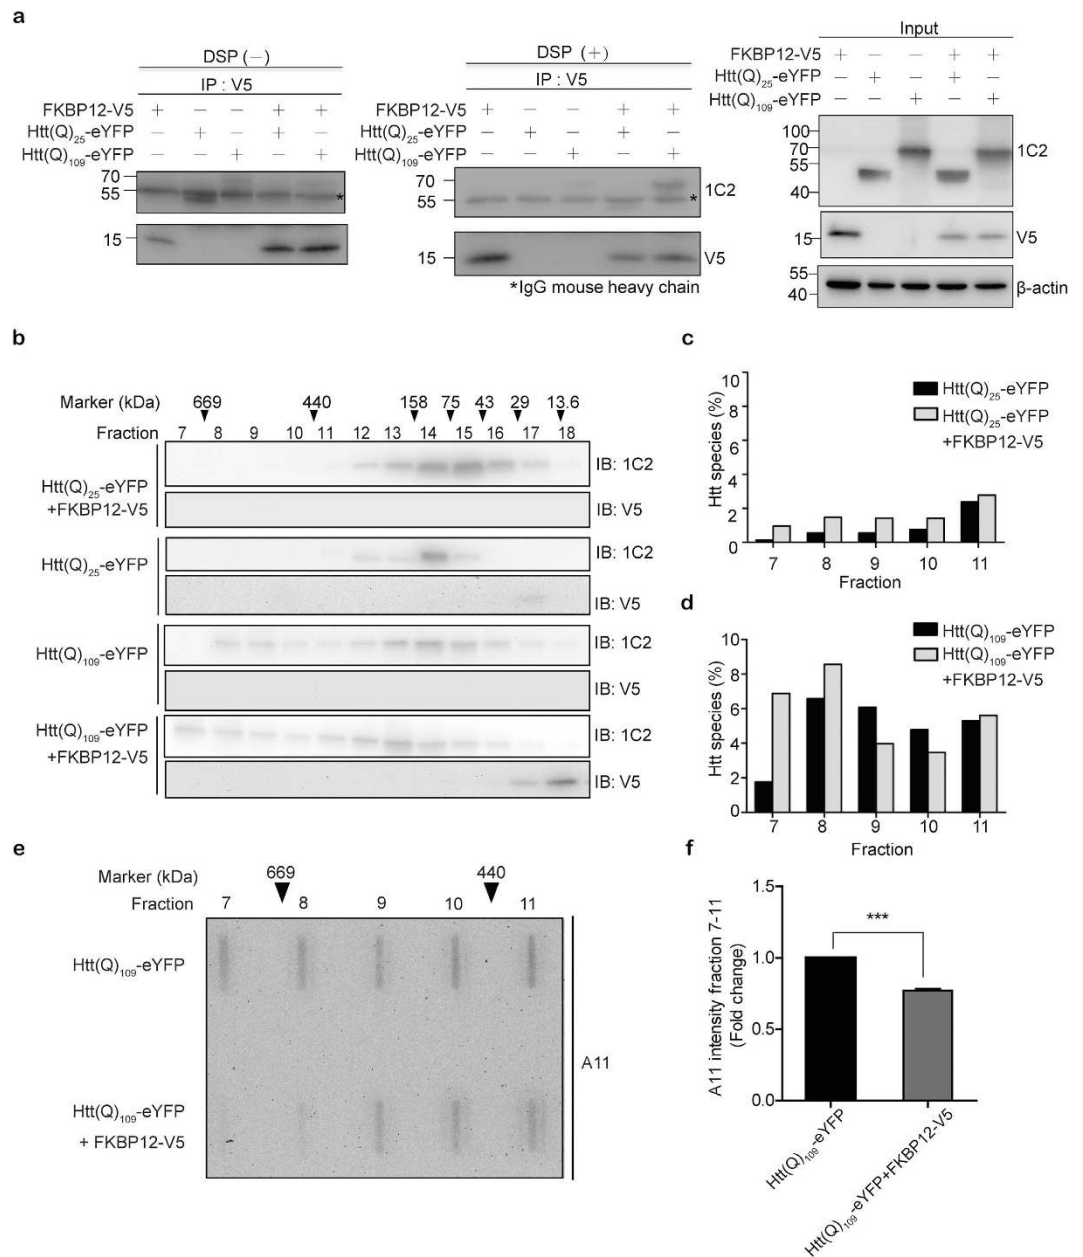 a
DSP (—)
IP : V5
FKBP12-V5 + — — + +
Htt(Q)25-eYFP — + — + —
Htt(Q)109-eYFP — — + — +
70
55
*
15
DSP (+)
IP : V5
FKBP12-V5 + — — + +
Htt(Q)25-eYFP — + — + —
Htt(Q)109-eYFP — — + — +
70
55
1C2
*
15
V5
*IgG mouse heavy chain
Input
FKBP12-V5 + — — + +
Htt(Q)25-eYFP — + — + —
Htt(Q)109-eYFP — — + — +
100
70
55
40
1C2
15
V5
55
40
β-actin
b
Marker (kDa) 669 440 158 75 43 29 13.6
Fraction 7 8 9 10 11 12 13 14 15 16 17 18
Htt(Q)25-eYFP
+FKBP12-V5
IB: 1C2
IB: V5
Htt(Q)25-eYFP
IB: 1C2
IB: V5
Htt(Q)109-eYFP
IB: 1C2
IB: V5
Htt(Q)109-eYFP
+FKBP12-V5
IB: 1C2
IB: V5
c
Htt species (%)
10
8
6
4
2
0
Htt(Q)25-eYFP
Htt(Q)25-eYFP
+FKBP12-V5
7 8 9 10 11
Fraction
d
Htt species (%)
10
8
6
4
2
0
Htt(Q)109-eYFP
Htt(Q)109-eYFP
+FKBP12-V5
7 8 9 10 11
Fraction
e
Marker (kDa) 669 440
Fraction 7 8 9 10 11
Htt(Q)109-eYFP
Htt(Q)109-eYFP
+ FKBP12-V5
A11
f
A11 intensity fraction 7-11
(Fold change)
1.5
1.0
0.5
0.0
***
Htt(Q)109-eYFP
Htt(Q)109-eYFP+FKBP12-V5